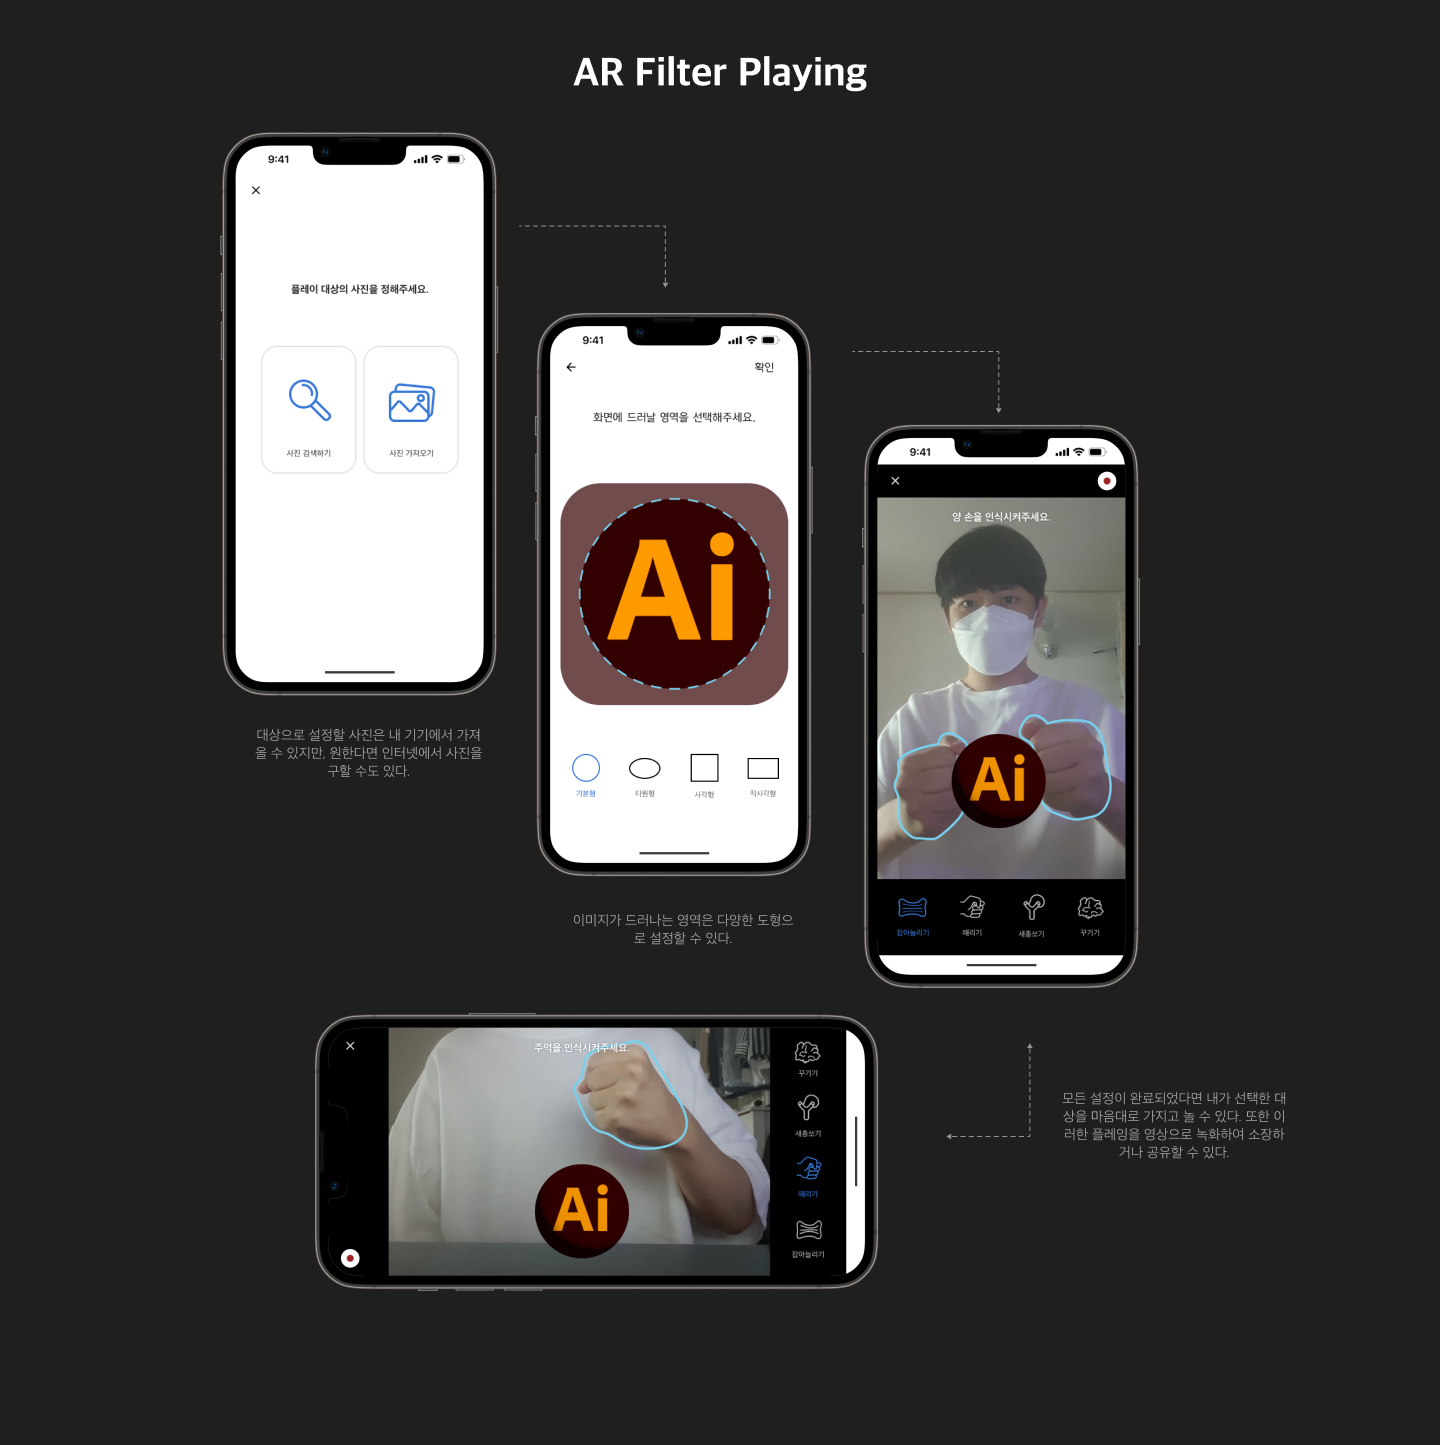 AR Filter Playing
9:41
플레이 대상의 사진을 정해주세요.
사진 검색하기
사진 가져오기
대상으로 설정할 사진은 내 기기에서 가져
올 수 있지만, 원한다면 인터넷에서 사진을
구할 수도 있다.
9:41
확인
화면에 드러날 영역을 선택해주세요.
Ai
기본형
타원형
사각형
직사각형
이미지가 드러나는 영역은 다양한 도형으
로 설정할 수 있다.
9:41
양 손을 인식시켜주세요.
Ai
잡아늘리기
때리기
새총쏘기
꾸기기
주먹을 인식시켜주세요.
Ai
꾸기기
새총쏘기
때리기
잡아늘리기
모든 설정이 완료되었다면 내가 선택한 대
상을 마음대로 가지고 놀 수 있다. 또한 이
러한 플레잉을 영상으로 녹화하여 소장하
거나 공유할 수 있다.